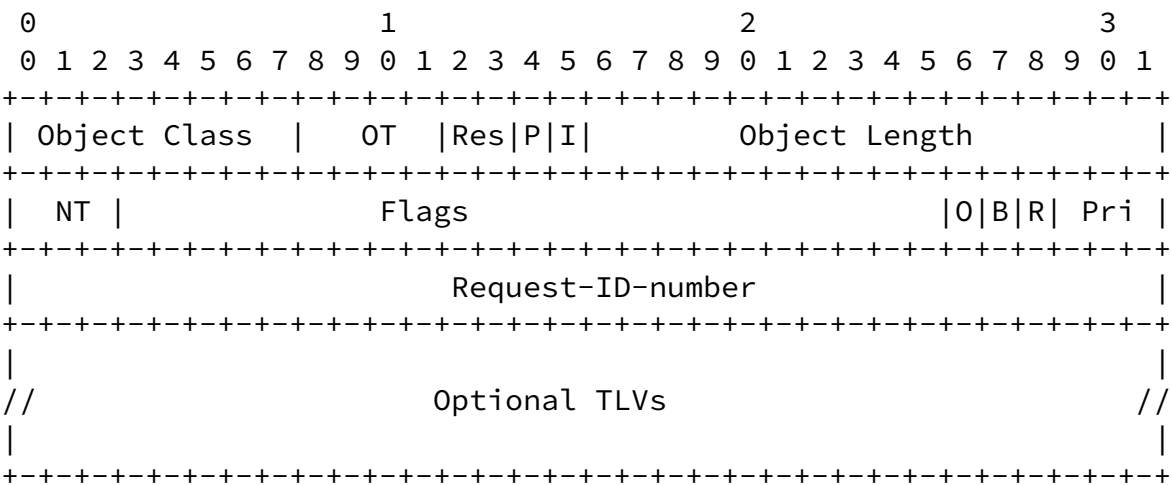 0                   1                   2                   3
 0 1 2 3 4 5 6 7 8 9 0 1 2 3 4 5 6 7 8 9 0 1 2 3 4 5 6 7 8 9 0 1
+-+-+-+-+-+-+-+-+-+-+-+-+-+-+-+-+-+-+-+-+-+-+-+-+-+-+-+-+-+-+-+-+
| Object Class  |   OT  |Res|P|I|        Object Length          |
+-+-+-+-+-+-+-+-+-+-+-+-+-+-+-+-+-+-+-+-+-+-+-+-+-+-+-+-+-+-+-+-+
|  NT |              Flags                          |O|B|R| Pri |
+-+-+-+-+-+-+-+-+-+-+-+-+-+-+-+-+-+-+-+-+-+-+-+-+-+-+-+-+-+-+-+-+
|                        Request-ID-number                      |
+-+-+-+-+-+-+-+-+-+-+-+-+-+-+-+-+-+-+-+-+-+-+-+-+-+-+-+-+-+-+-+-+
|                                                               |
//                      Optional TLVs                          //
|                                                               |
+-+-+-+-+-+-+-+-+-+-+-+-+-+-+-+-+-+-+-+-+-+-+-+-+-+-+-+-+-+-+-+-+